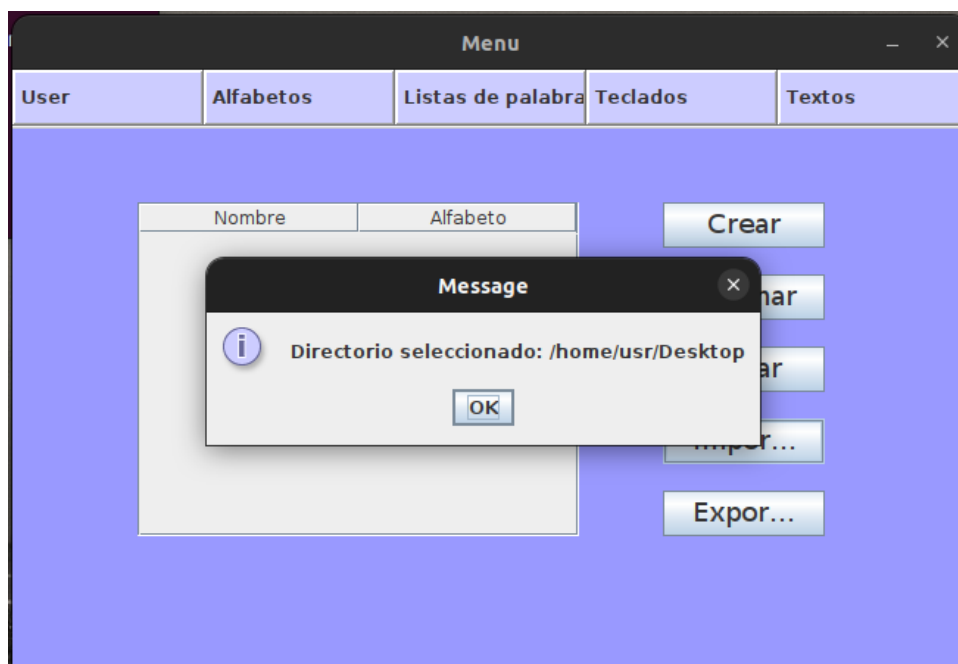 Menu
User Alfabetos Listas de palabra Teclados Textos
Nombre Alfabeto
Crear
Message
Directorio seleccionado: /home/usr/Desktop
OK
Expor...